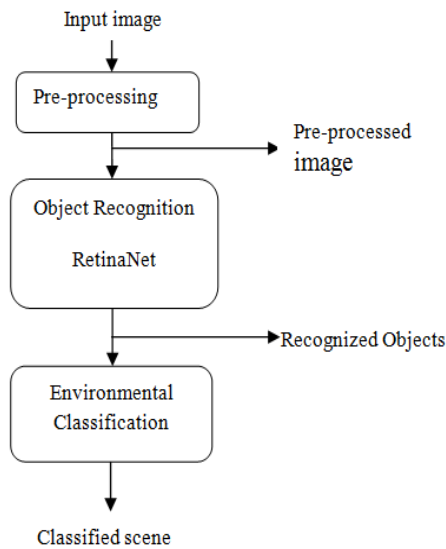 Input image
Pre-processing
Pre-processed
image
Object Recognition
RetinaNet
Recognized Objects
Environmental
Classification
Classified scene